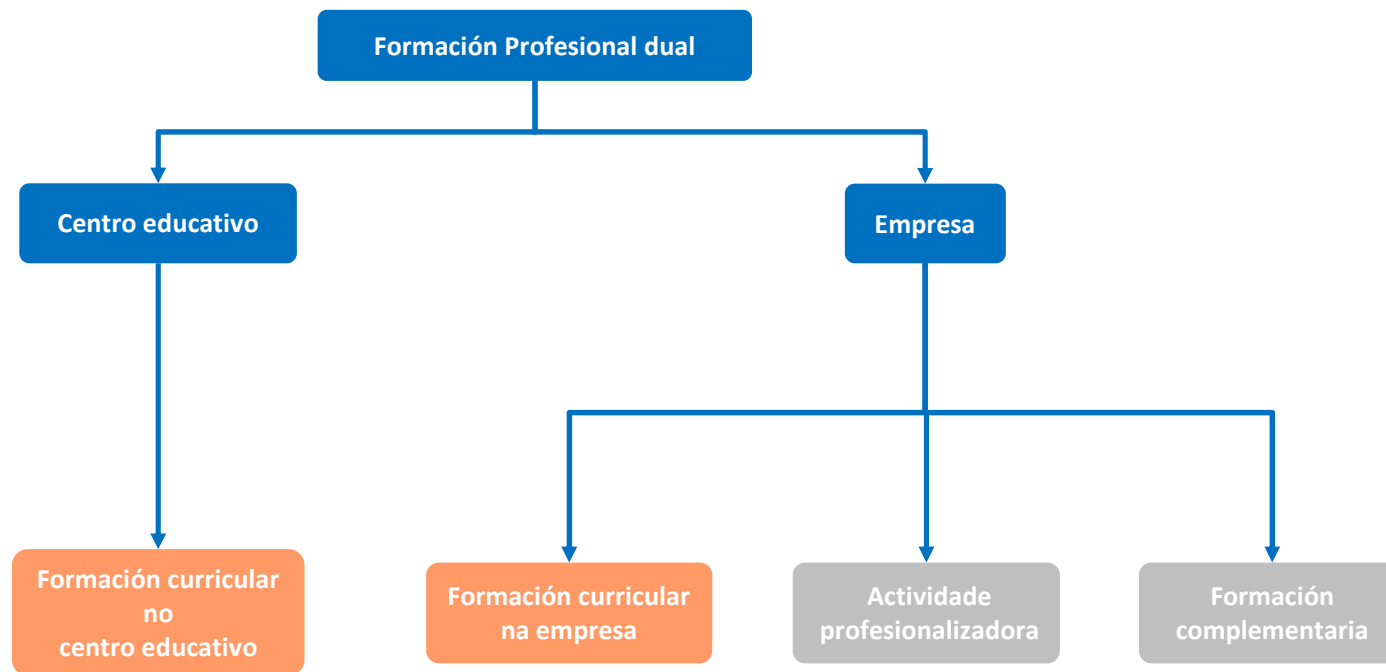 Formación Profesional dual
Centro educativo
Empresa
Formación curricular
no
centro educativo
Formación curricular
na empresa
Actividade
profesionalizadora
Formación
complementaria